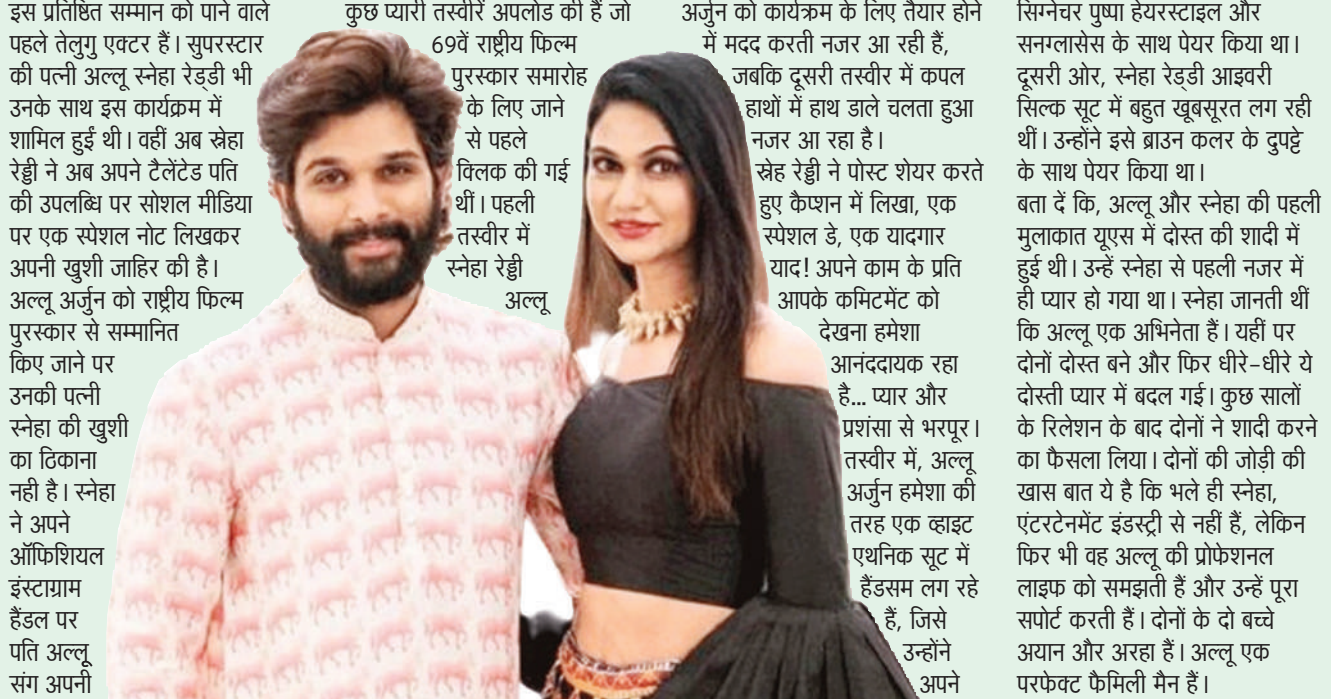 इस प्रतिष्ठित सम्मान को पाने वाले
पहले तेलुगु एक्टर हैं। सुपरस्टार
की पत्नी अल्लू स्नेहा रेड्डी भी
उनके साथ इस कार्यक्रम में
शामिल हुईं थी। वहीं अब स्नेहा
रेड्डी ने अब अपने टैलेंटेड पति
की उपलब्धि पर सोशल मीडिया
पर एक स्पेशल नोट लिखकर
अपनी खुशी जाहिर की है।
अल्लू अर्जुन को राष्ट्रीय फिल्म
पुरस्कार से सम्मानित
किए जाने पर
उनकी पत्नी
स्नेहा की खुशी
का ठिकाना
नही है। स्नेहा
ने अपने
ऑफिशियल
इंस्टाग्राम
हैंडल पर
पति अल्लू
संग अपनी
कुछ प्यारी तस्वीरें अपलोड की हैं जो
69वें राष्ट्रीय फिल्म
पुरस्कार समारोह
के लिए जाने
से पहले
क्लिक की गई
थीं। पहली
तस्वीर में
स्नेहा रेड्डी
अल्लू
अर्जुन को कार्यक्रम के लिए तैयार होने
में मदद करती नजर आ रही हैं,
जबकि दूसरी तस्वीर में कपल
हाथों में हाथ डाले चलता हुआ
नजर आ रहा है।
स्नेह रेड्डी ने पोस्ट शेयर करते
हुए कैप्शन में लिखा, एक
स्पेशल डे, एक यादगार
याद! अपने काम के प्रति
आपके कमिटमेंट को
देखना हमेशा
आनंददायक रहा
है... प्यार और
प्रशंसा से भरपूर।
तस्वीर में, अल्लू
अर्जुन हमेशा की
तरह एक व्हाइट
एथनिक सूट में
हैंडसम लग रहे
हैं, जिसे
उन्होंने
अपने
सिग्नेचर पुष्पा हेयरस्टाइल और
सनग्लासेस के साथ पेयर किया था।
दूसरी ओर, स्नेहा रेड्डी आइवरी
सिल्क सूट में बहुत खूबसूरत लग रही
थीं। उन्होंने इसे ब्राउन कलर के दुपट्टे
के साथ पेयर किया था।
बता दें कि, अल्लू और स्नेहा की पहली
मुलाकात यूएस में दोस्त की शादी में
हुई थी। उन्हें स्नेहा से पहली नजर में
ही प्यार हो गया था। स्नेहा जानती थीं
कि अल्लू एक अभिनेता हैं। यहीं पर
दोनों दोस्त बने और फिर धीरे-धीरे ये
दोस्ती प्यार में बदल गई। कुछ सालों
के रिलेशन के बाद दोनों ने शादी करने
का फैसला लिया। दोनों की जोड़ी की
खास बात ये है कि भले ही स्नेहा,
एंटरटेनमेंट इंडस्ट्री से नहीं हैं, लेकिन
फिर भी वह अल्लू की प्रोफेशनल
लाइफ को समझती हैं और उन्हें पूरा
सपोर्ट करती हैं। दोनों के दो बच्चे
अयान और अरहा हैं। अल्लू एक
परफेक्ट फैमिली मैन हैं।